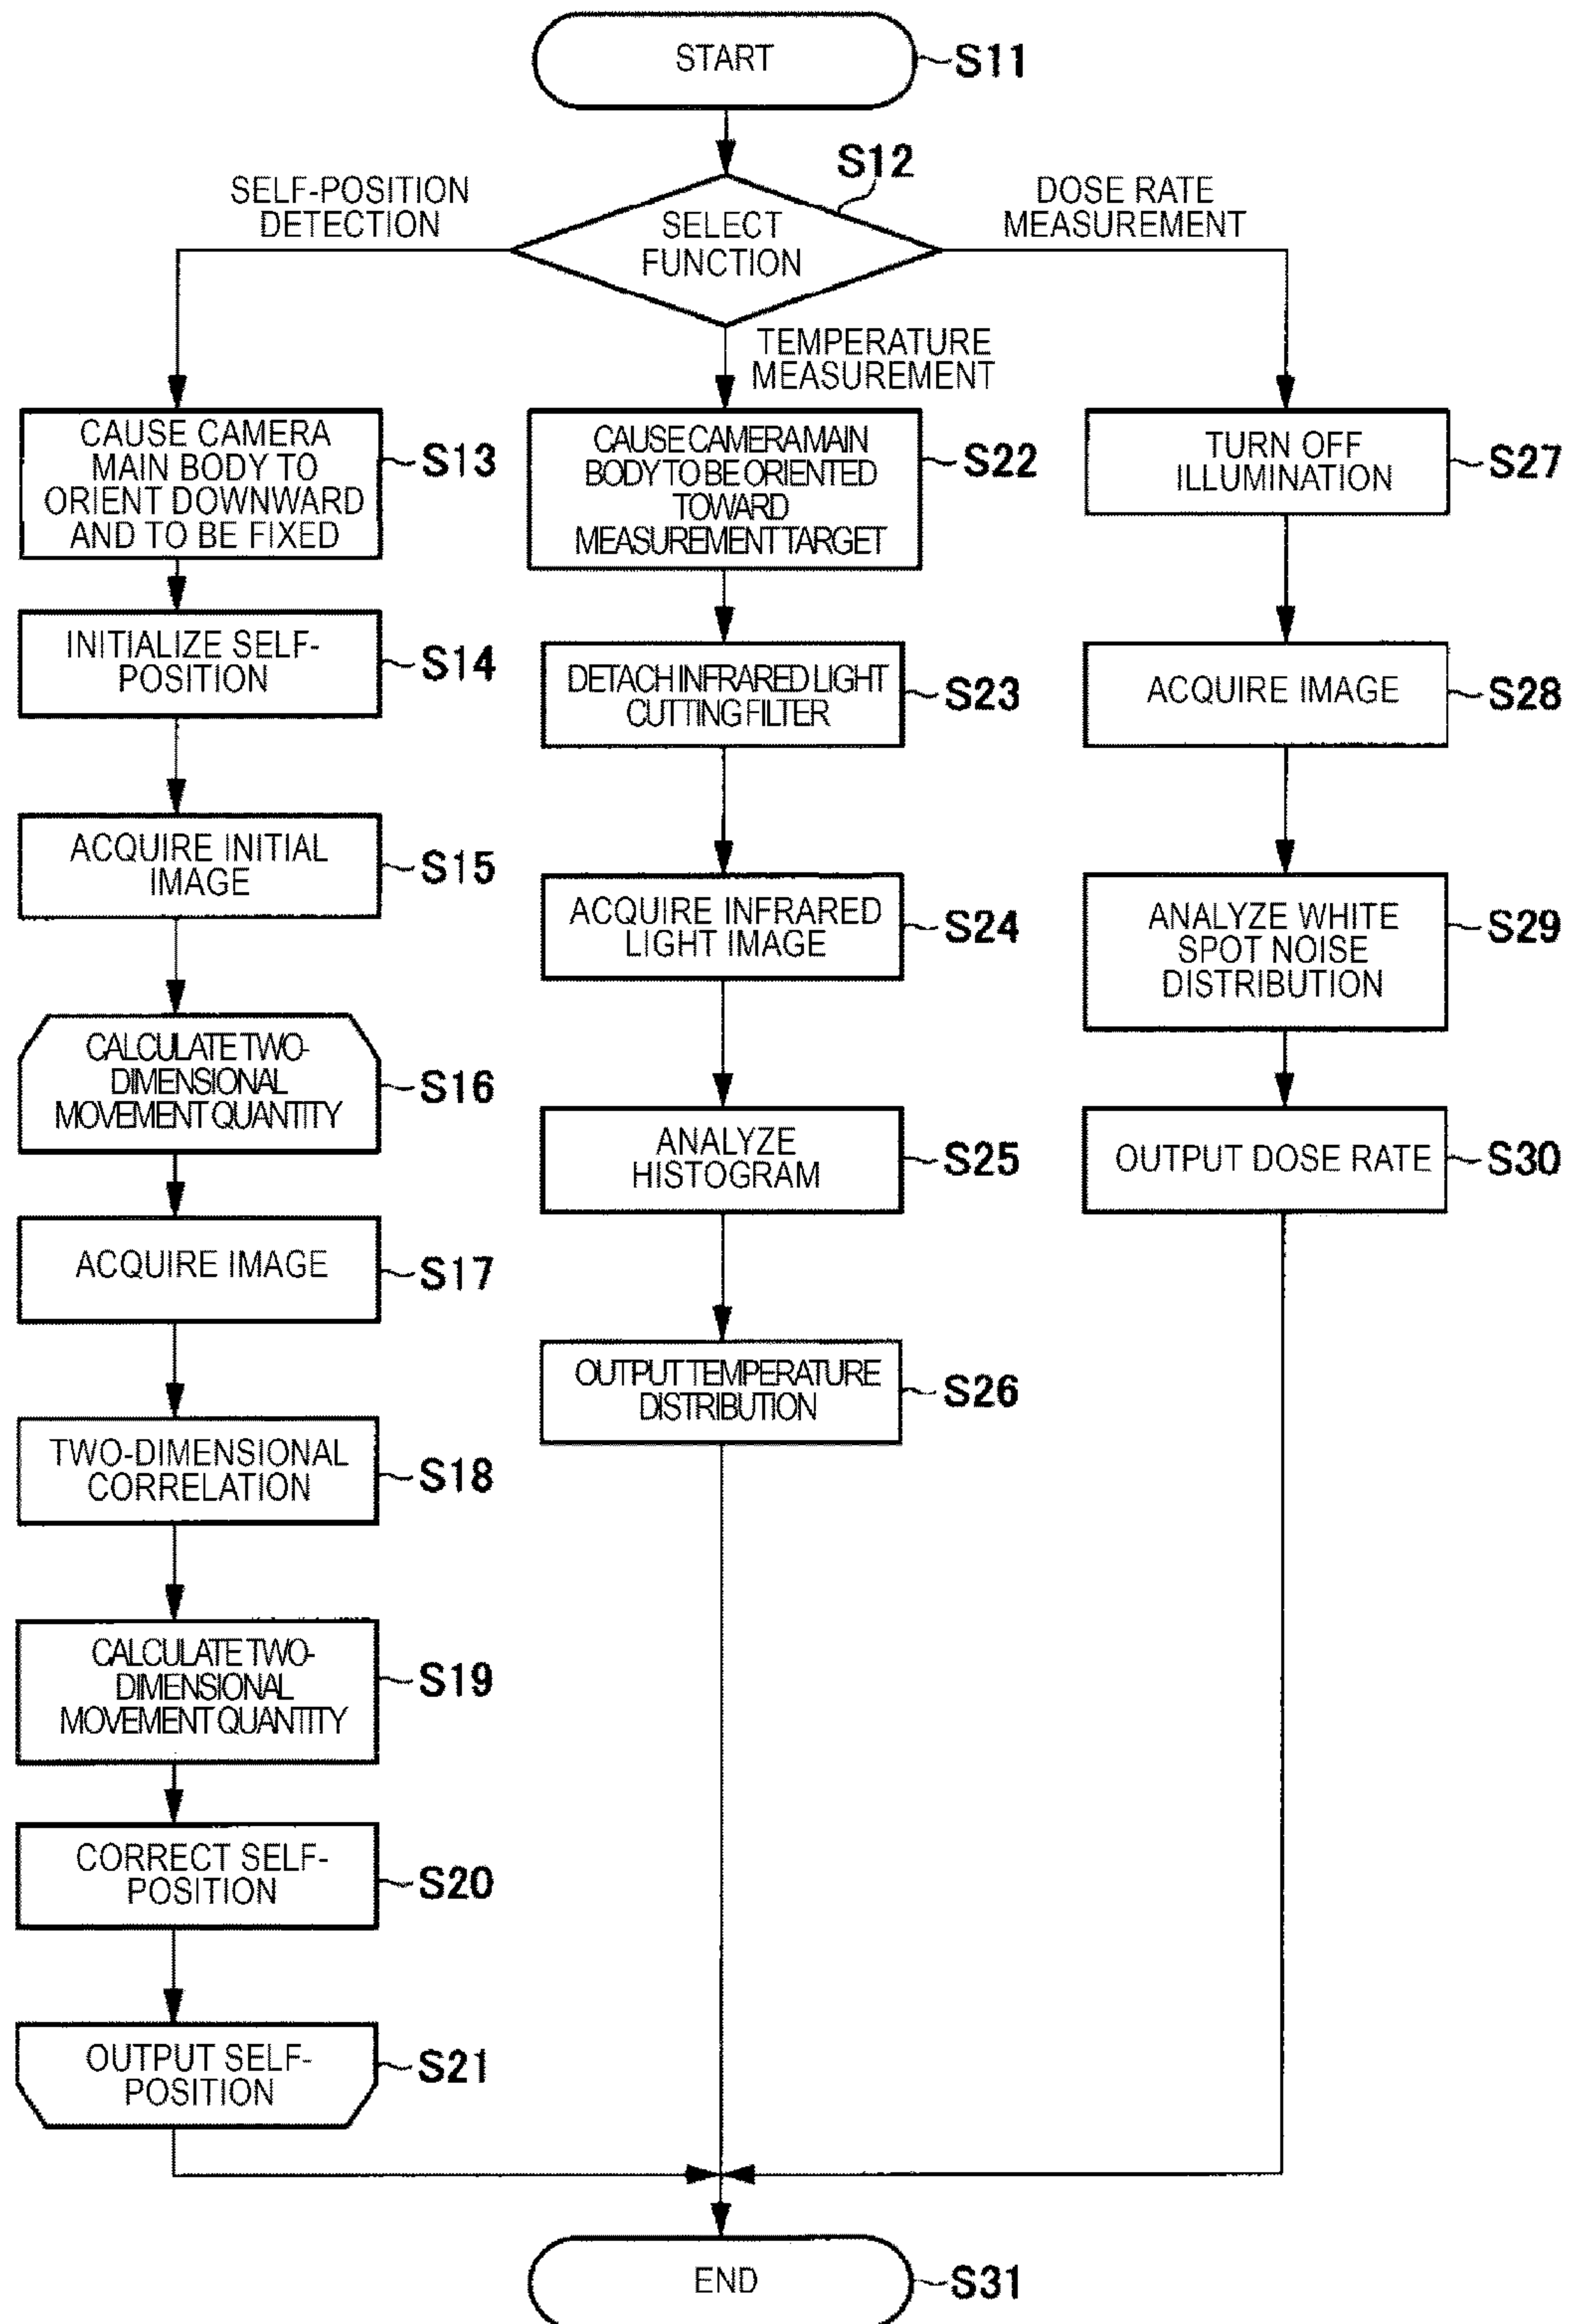 START
S11
S12
SELF-POSITION
DETECTION
SELECT
FUNCTION
DOSE RATE
MEASUREMENT
TEMPERATURE
MEASUREMENT
CAUSE CAMERA
MAIN BODY TO
ORIENT DOWNWARD
AND TO BE FIXED
S13
INITIALIZE SELF-
POSITION
S14
ACQUIRE INITIAL
IMAGE
S15
CALCULATE TWO-
DIMENSIONAL
MOVEMENT QUANTITY
S16
ACQUIRE IMAGE
S17
TWO-DIMENSIONAL
CORRELATION
S18
CALCULATE TWO-
DIMENSIONAL
MOVEMENT QUANTITY
S19
CORRECT SELF-
POSITION
S20
OUTPUT SELF-
POSITION
S21
CAUSE CAMERA MAIN
BODY TO BE ORIENTED
TOWARD
MEASUREMENT TARGET
S22
DETACH INFRARED LIGHT
CUTTING FILTER
S23
ACQUIRE INFRARED
LIGHT IMAGE
S24
ANALYZE
HISTOGRAM
S25
OUTPUT TEMPERATURE
DISTRIBUTION
S26
TURN OFF
ILLUMINATION
S27
ACQUIRE IMAGE
S28
ANALYZE WHITE
SPOT NOISE
DISTRIBUTION
S29
OUTPUT DOSE RATE
S30
END
S31